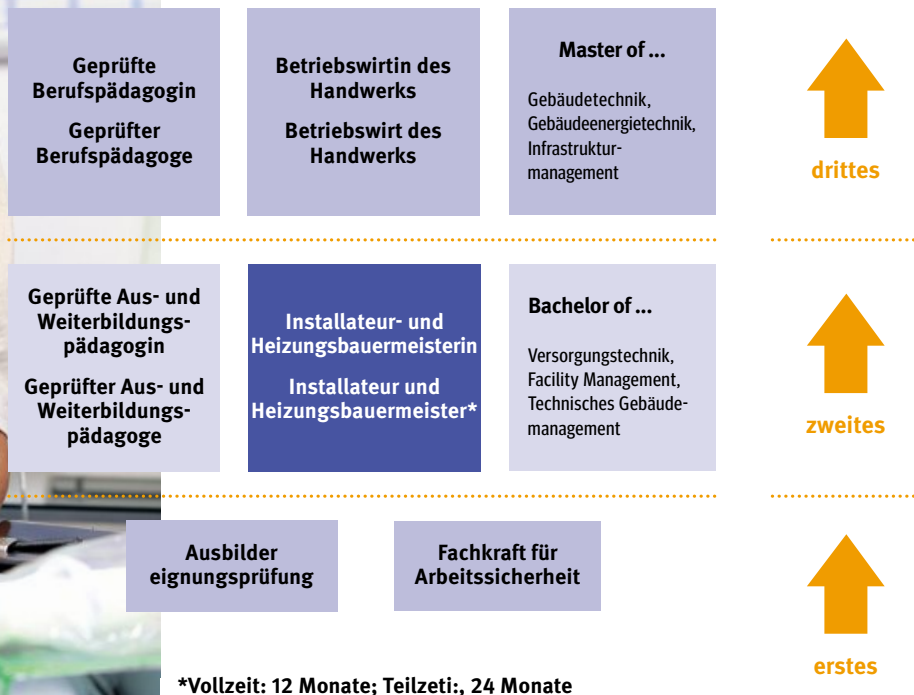 Geprüfte
Berufspädagogin
Geprüfter
Berufspädagoge
Betriebswirtin des
Handwerks
Betriebswirt des
Handwerks
Master of ...
Gebäudetechnik,
Gebäudeenergietechnik,
Infrastruktur-
management
drittes
Geprüfte Aus- und
Weiterbildungs-
pädagogin
Geprüfter Aus- und
Weiterbildungs-
pädagoge
Installateur- und
Heizungsbauermeisterin
Installateur und
Heizungsbauermeister*
Bachelor of ...
Versorgungstechnik,
Facility Management,
Technisches Gebäude-
management
zweites
Ausbilder
eignungsprüfung
Fachkraft für
Arbeitssicherheit
erstes
*Vollzeit: 12 Monate; Teilzeti:, 24 Monate